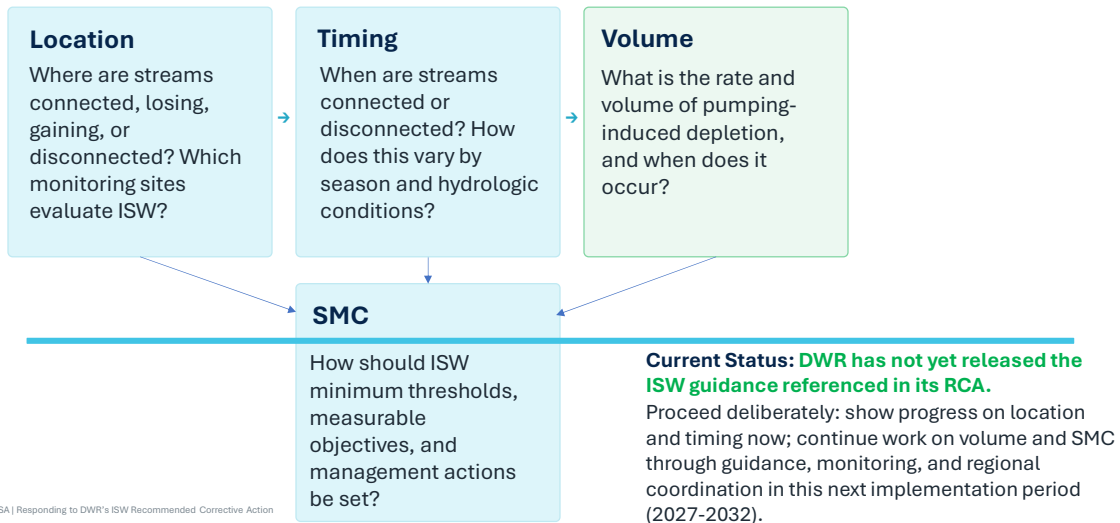 Location
Where are streams
connected, losing,
gaining, or
disconnected? Which
monitoring sites
evaluate ISW?
Timing
When are streams
connected or
disconnected? How
does this vary by
season and hydrologic
conditions?
Volume
What is the rate and
volume of pumping-
induced depletion,
and when does it
occur?
SMC
How should ISW
minimum thresholds,
measurable
objectives, and
management actions
be set?
Current Status: DWR has not yet released the
ISW guidance referenced in its RCA.
Proceed deliberately: show progress on location
and timing now; continue work on volume and SMC
through guidance, monitoring, and regional
coordination in this next implementation period
(2027-2032).
SA | Responding to DWR's ISW Recommended Corrective Action